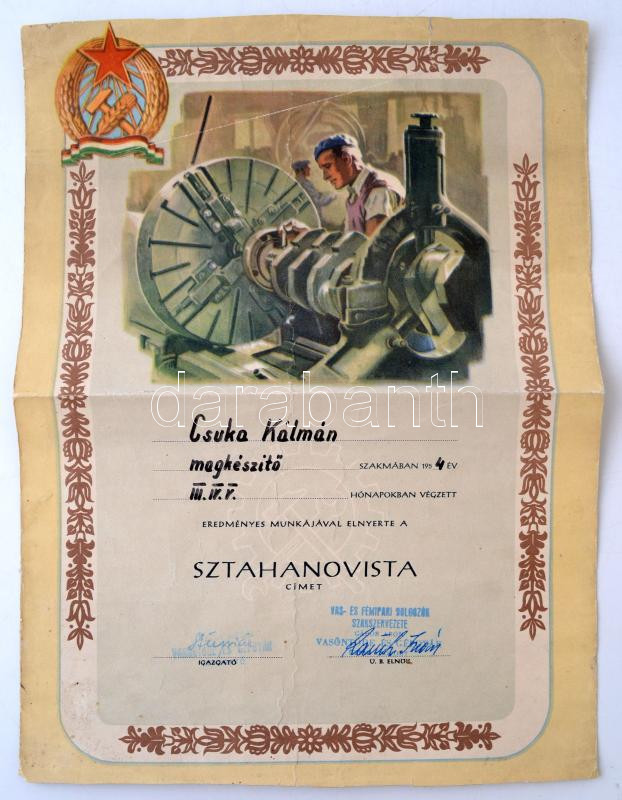 darabanth
Csuka Kálmán
magkészítő SZAKMÁBAN 1954 ÉV
III. IV. V. HÓNAPOKBAN VÉGZETT
EREDMÉNYES MUNKÁJÁVAL ELNYERTE A
SZTAHANOVISTA
CÍMET
VAS- ÉS FÉMIPARI DOLGOZÓK
SZAKSZERVEZETE
IGAZGATÓ
Ü. B. ELNÖK